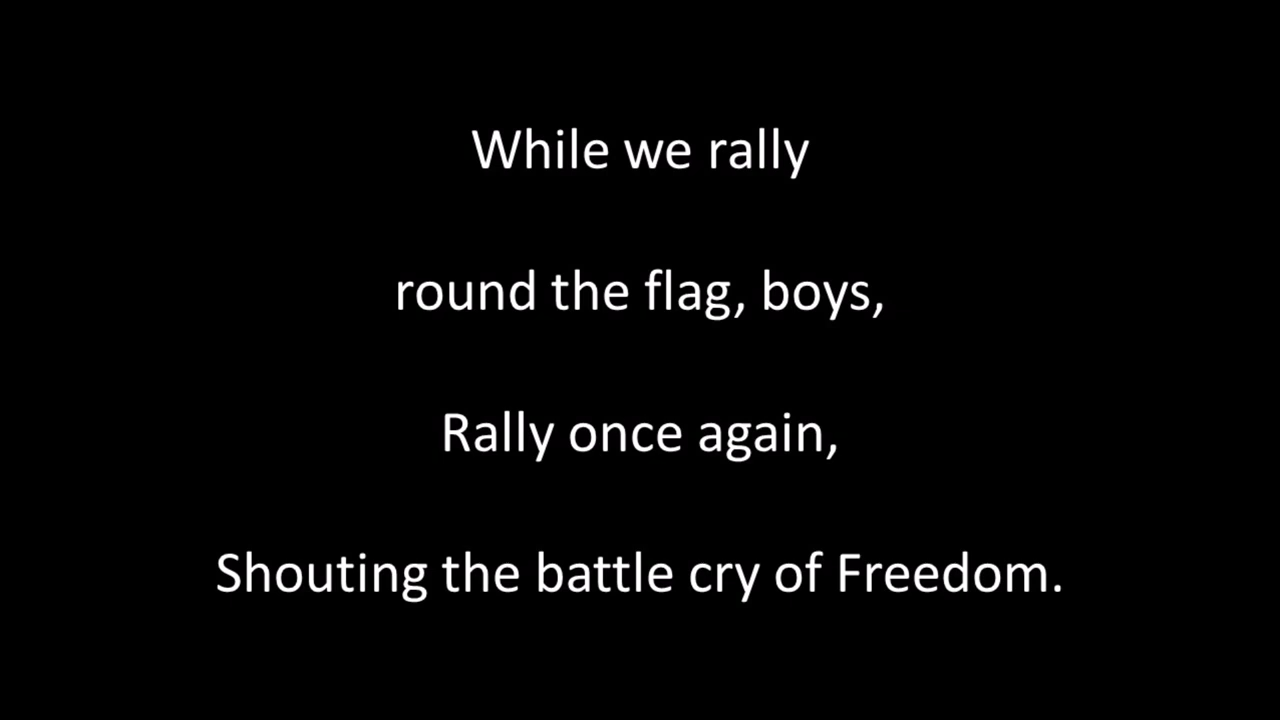 While we rally
round the flag, boys,
Rally once again,
Shouting the battle cry of Freedom.